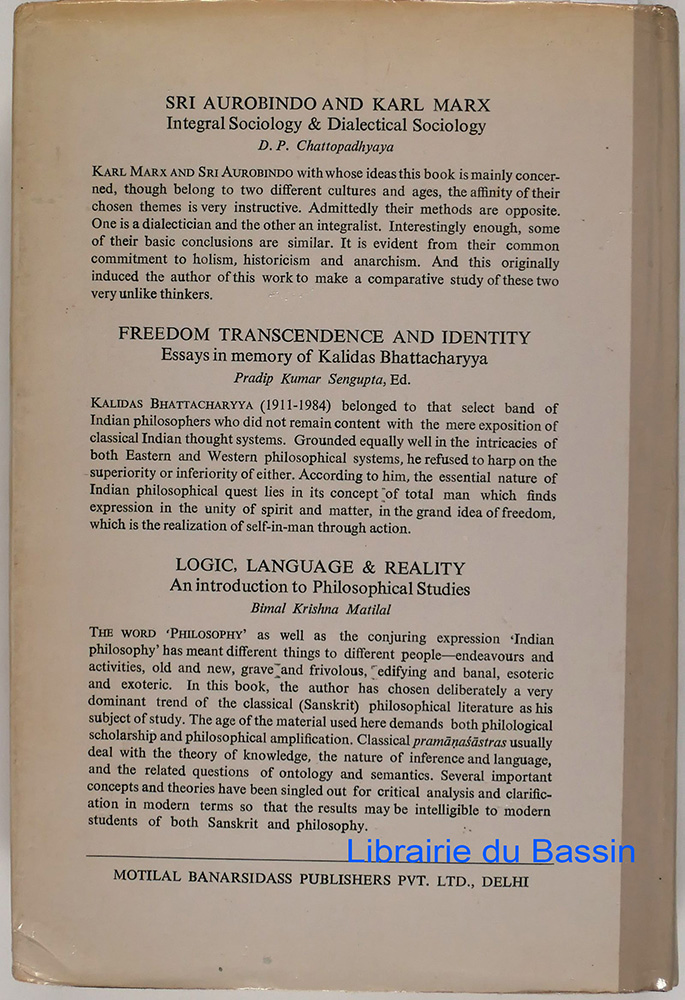 SRI AUROBINDO AND KARL MARX
Integral Sociology & Dialectical Sociology
D. P. Chattopadhyaya
KARL MARX AND SRI AUROBINDO with whose ideas this book is mainly concer-
ned, though belong to two different cultures and ages, the affinity of their
chosen themes is very instructive. Admittedly their methods are opposite.
One is a dialectician and the other an integralist. Interestingly enough, some
of their basic conclusions are similar. It is evident from their common
commitment to holism, historicism and anarchism. And this originally
induced the author of this work to make a comparative study of these two
very unlike thinkers.
FREEDOM TRANSCENDENCE AND IDENTITY
Essays in memory of Kalidas Bhattacharyya
Pradip Kumar Sengupta, Ed.
KALIDAS BHATTACHARYYA (1911-1984) belonged to that select band of
Indian philosophers who did not remain content with the mere exposition of
classical Indian thought systems. Grounded equally well in the intricacies of
both Eastern and Western philosophical systems, he refused to harp on the
superiority or inferiority of either. According to him, the essential nature of
Indian philosophical quest lies in its concept of total man which finds
expression in the unity of spirit and matter, in the grand idea of freedom,
which is the realization of self-in-man through action.
LOGIC, LANGUAGE & REALITY
An introduction to Philosophical Studies
Bimal Krishna Matilal
THE WORD ‘PHILOSOPHY’ as well as the conjuring expression ‘Indian
philosophy’ has meant different things to different people—endeavours and
activities, old and new, grave and frivolous, edifying and banal, esoteric
and exoteric. In this book, the author has chosen deliberately a very
dominant trend of the classical (Sanskrit) philosophical literature as his
subject of study. The age of the material used here demands both philological
scholarship and philosophical amplification. Classical pramāṇaśāstras usually
deal with the theory of knowledge, the nature of inference and language,
and the related questions of ontology and semantics. Several important
concepts and theories have been singled out for critical analysis and clarific-
ation in modern terms so that the results may be intelligible to modern
students of both Sanskrit and philosophy.
Librairie du Bassin
MOTILAL BANARSIDASS PUBLISHERS PVT. LTD., DELHI